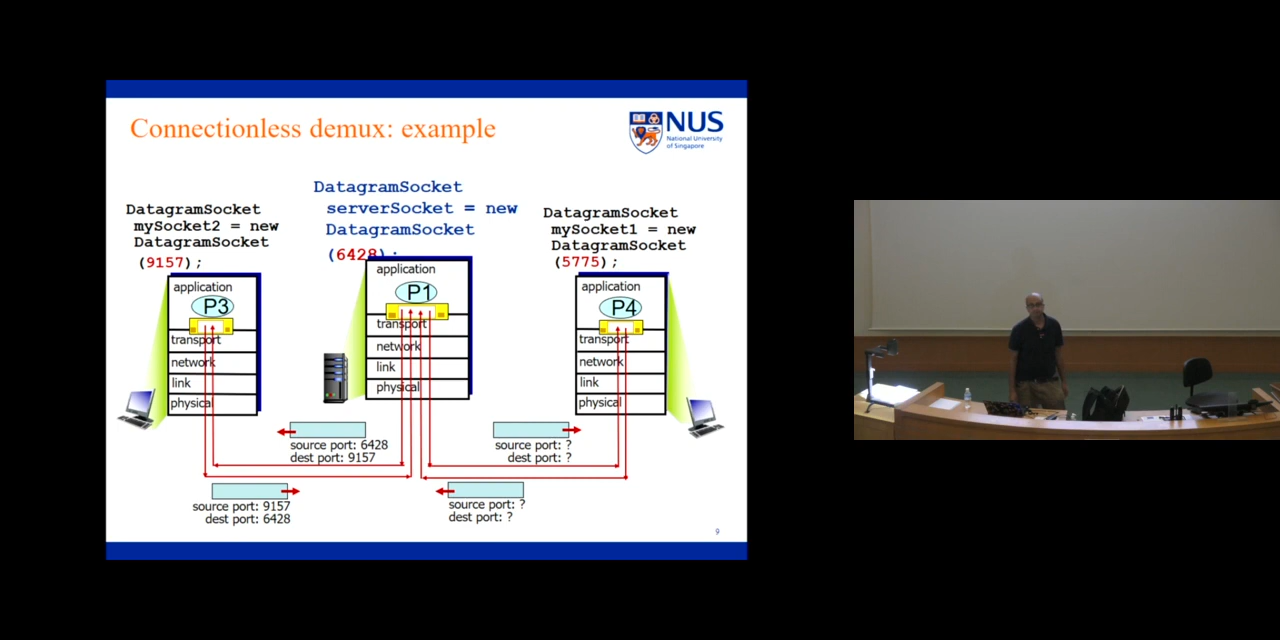 Connectionless demux: example
NUS
National University
of Singapore
DatagramSocket
mySocket2 = new
DatagramSocket
(9157);
DatagramSocket
serverSocket = new
DatagramSocket
(6428);
DatagramSocket
mySocket1 = new
DatagramSocket
(5775);
application
P3
transport
network
link
physical
application
P1
transport
network
link
physical
application
P4
transport
network
link
physical
source port: 6428
dest port: 9157
source port: ?
dest port: ?
source port: 9157
dest port: 6428
source port: ?
dest port: ?
9